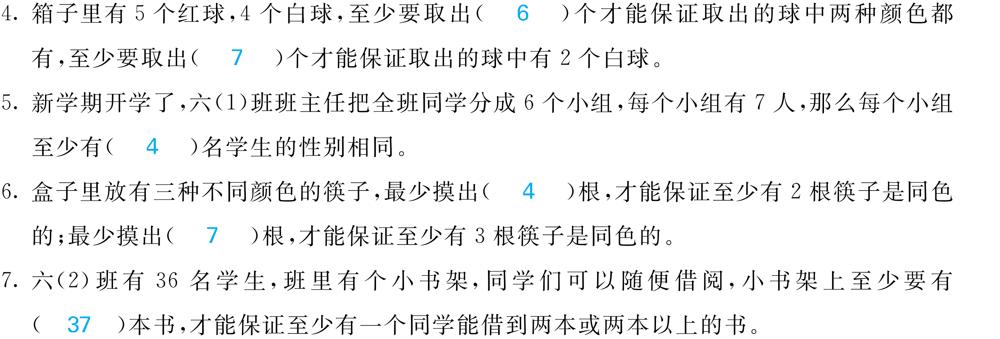 4. 箱子里有 5 个红球,4 个白球,至少要取出( 6 )个才能保证取出的球中两种颜色都
有,至少要取出( 7 )个才能保证取出的球中有 2 个白球。
5. 新学期开学了,六(1)班班主任把全班同学分成 6 个小组,每个小组有 7 人,那么每个小组
至少有( 4 )名学生的性别相同。
6. 盒子里放有三种不同颜色的筷子,最少摸出( 4 )根,才能保证至少有 2 根筷子是同色
的;最少摸出( 7 )根,才能保证至少有 3 根筷子是同色的。
7. 六(2)班有 36 名学生,班里有个小书架,同学们可以随便借阅,小书架上至少要有
( 37 )本书,才能保证至少有一个同学能借到两本或两本以上的书。